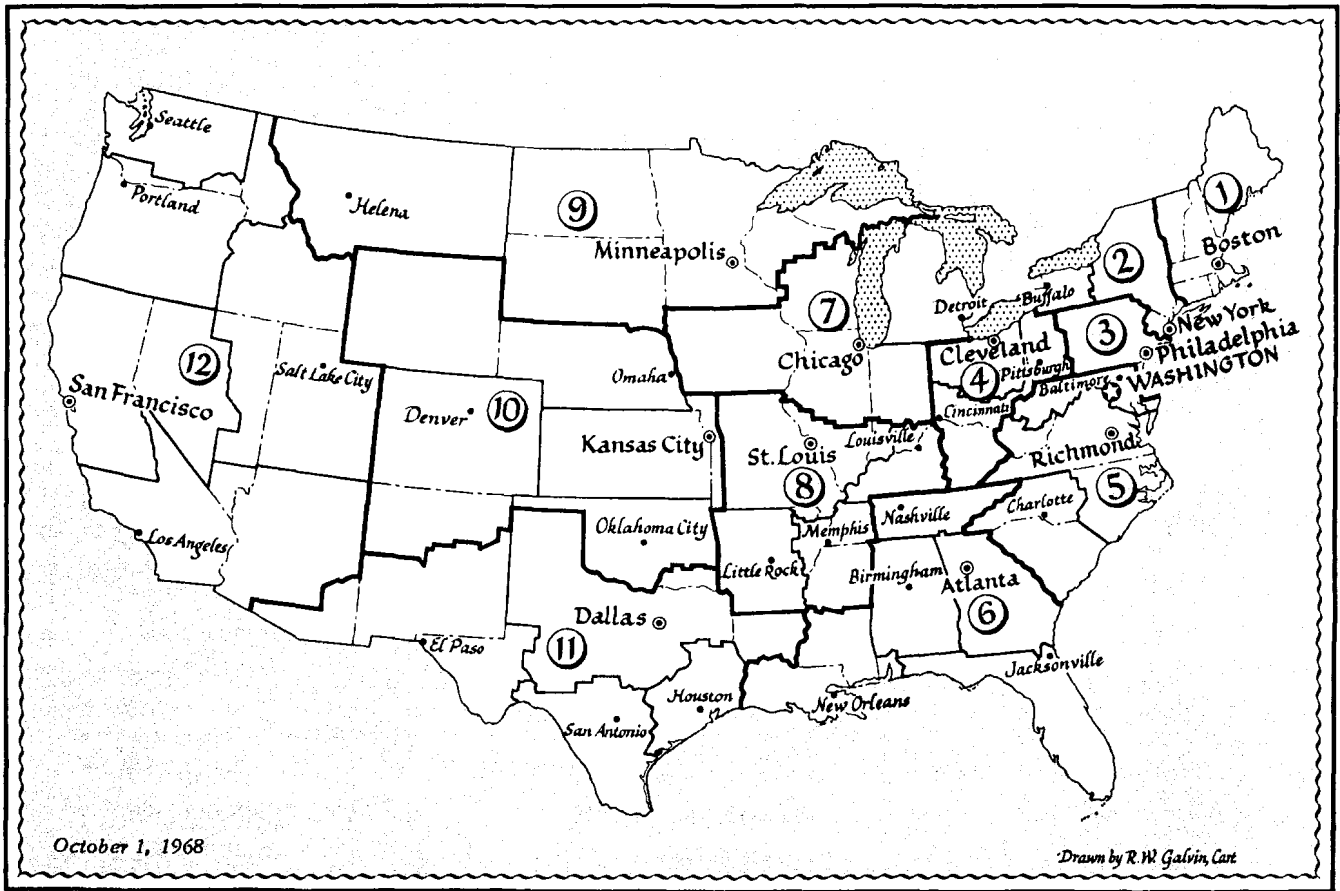 Seattle
Portland
Helena
9
Minneapolis
1
Boston
2
Buffalo
Detroit
7
Chicago
New York
3
Philadelphia
Cleveland
Pittsburgh
4
Baltimore
WASHINGTON
Cincinnati
12
Salt Lake City
San Francisco
Omaha
Denver
10
Kansas City
St. Louis
Louisville
8
Richmond
5
Charlotte
Los Angeles
Oklahoma City
Memphis
Nashville
Little Rock
Birmingham
Atlanta
6
Dallas
11
El Paso
Jacksonville
Houston
New Orleans
San Antonio
October 1, 1968
Drawn by R.W. Galvin, Cart